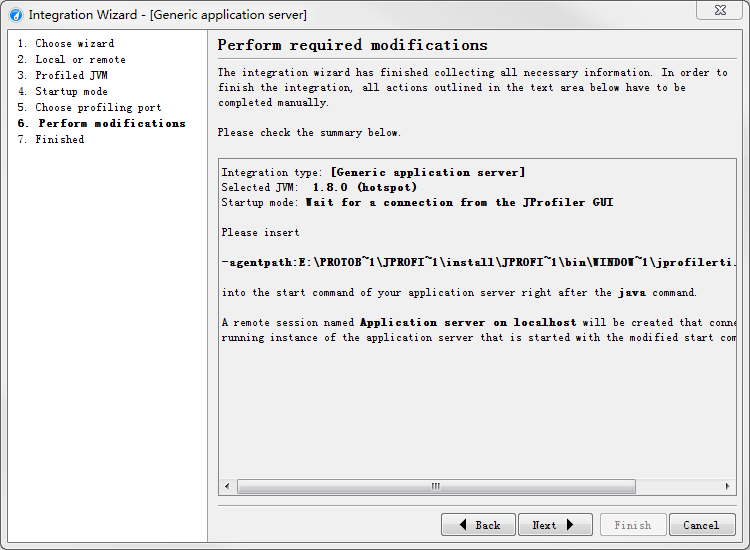 Integration Wizard - [Generic application server]
1. Choose wizard
2. Local or remote
3. Profiled JVM
4. Startup mode
5. Choose profiling port
6. Perform modifications
7. Finished
Perform required modifications
The integration wizard has finished collecting all necessary information. In order to
finish the integration, all actions outlined in the text area below have to be
completed manually.
Please check the summary below.
Integration type: [Generic application server]
Selected JVM: 1.8.0 (hotspot)
Startup mode: Wait for a connection from the JProfiler GUI
Please insert
-agentpath:E:\PROTOB~1\JPROFI~1\install\JPROFI~1\bin\WINDOW~1\jprofilerti.
into the start command of your application server right after the java command.
A remote session named Application server on localhost will be created that conne
running instance of the application server that is started with the modified start com
Back
Next
Finish
Cancel